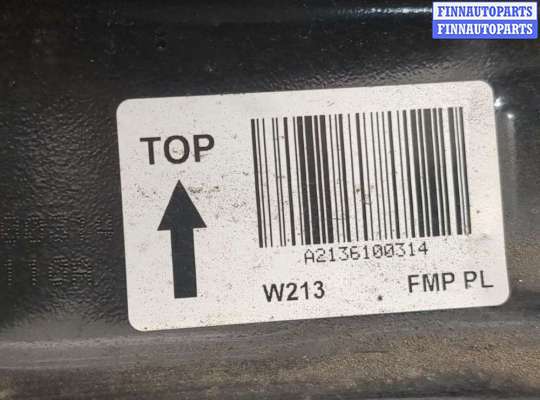 FINNAUTOPARTS
FINNAUTOPARTS
TOP
A2136100314
W213 FMP PL